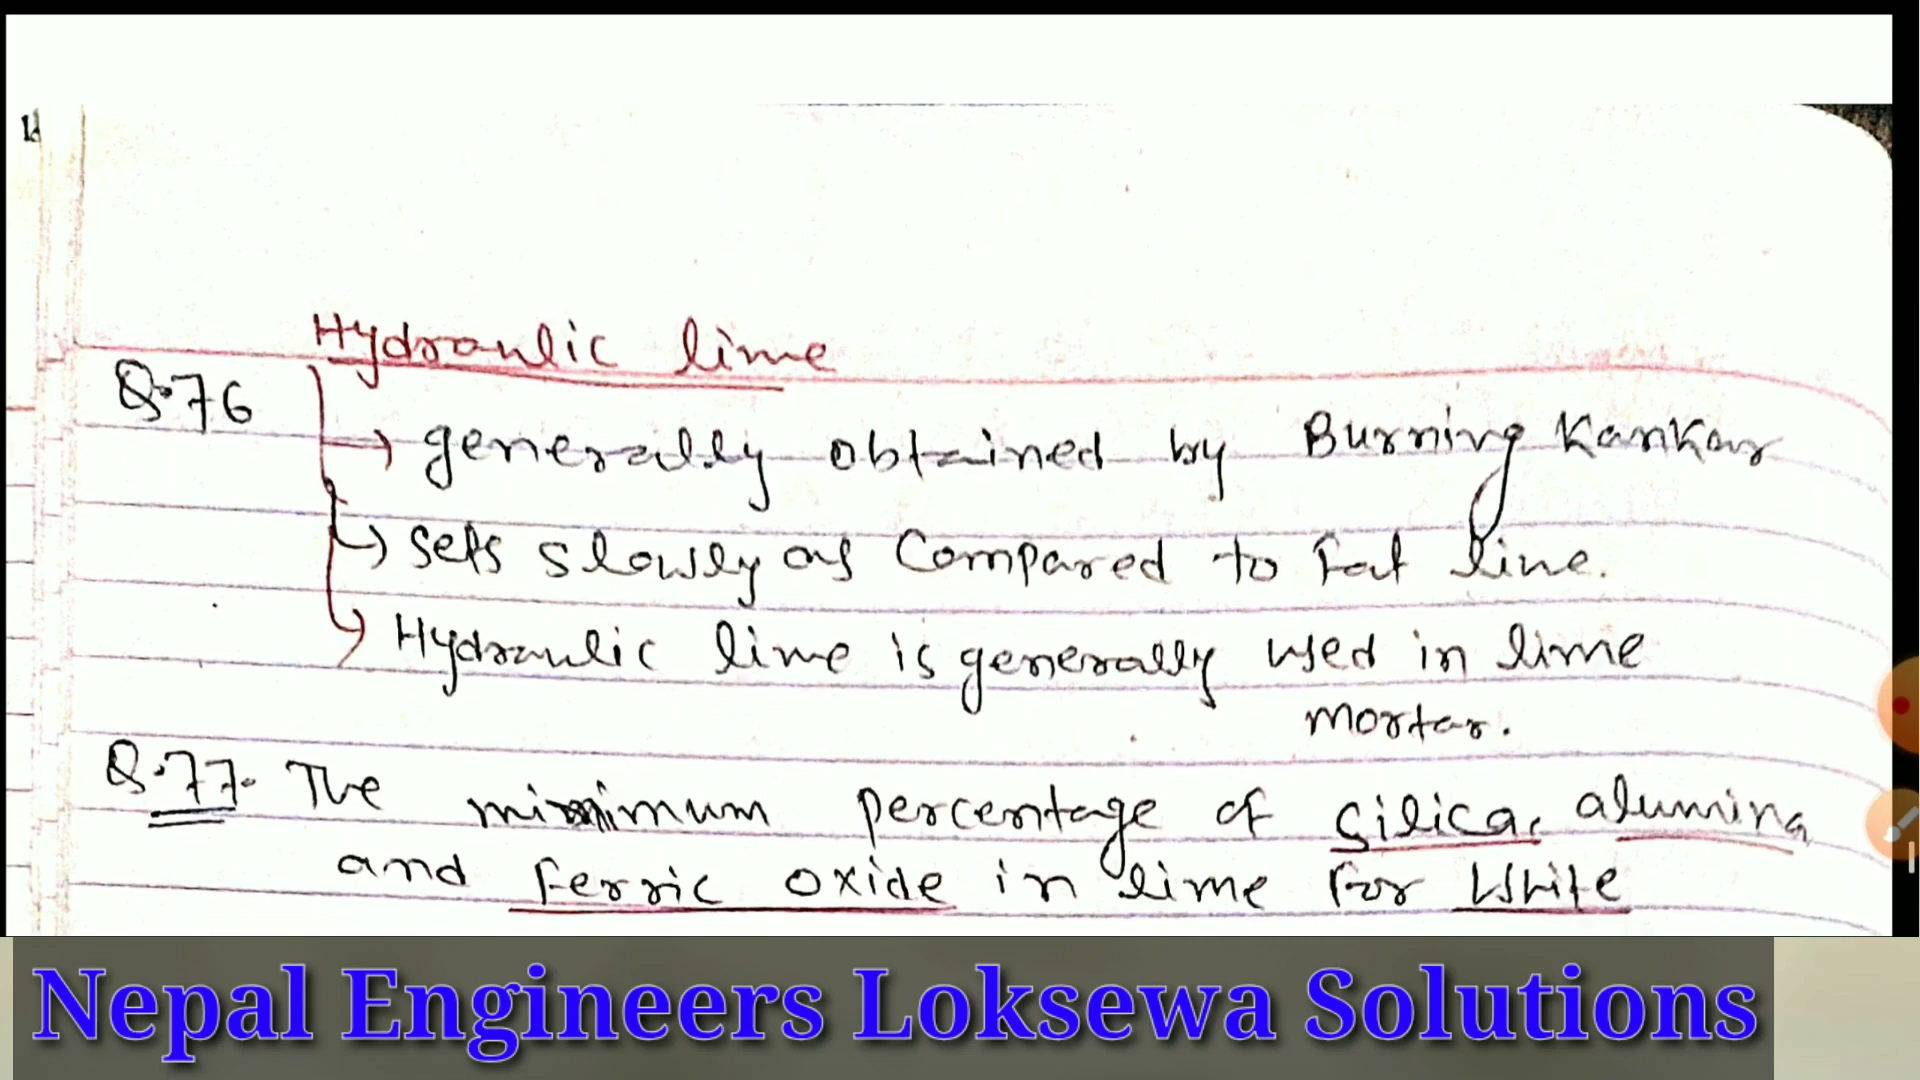 Hydraulic lime
Q.76
→ generally obtained by Burning Kankar
→ Sets slowly as Compared to Fat lime.
→ Hydraulic lime is generally used in lime
mortar.
Q.77. The minimum percentage of silica, alumina
and Ferric oxide in lime for White
Nepal Engineers Loksewa Solutions